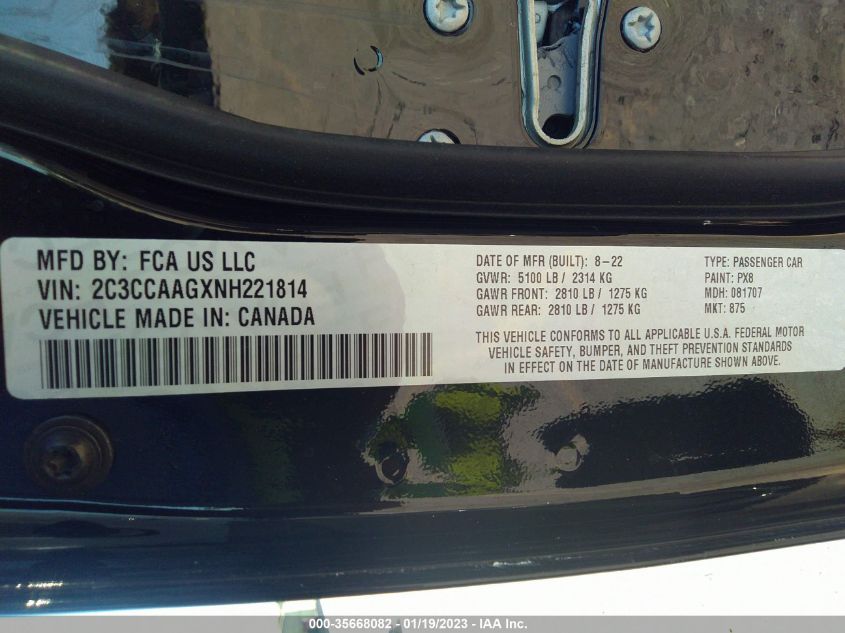 MFD BY: FCA US LLC
VIN: 2C3CCAAGXNH221814
VEHICLE MADE IN: CANADA
DATE OF MFR (BUILT): 8-22
GVWR: 5100 LB / 2314 KG
GAWR FRONT: 2810 LB / 1275 KG
GAWR REAR: 2810 LB / 1275 KG
TYPE: PASSENGER CAR
PAINT: PX8
MDH: 081707
MKT: 875
THIS VEHICLE CONFORMS TO ALL APPLICABLE U.S.A. FEDERAL MOTOR
VEHICLE SAFETY, BUMPER, AND THEFT PREVENTION STANDARDS
IN EFFECT ON THE DATE OF MANUFACTURE SHOWN ABOVE.
000-35668082 - 01/19/2023 - IAA Inc.